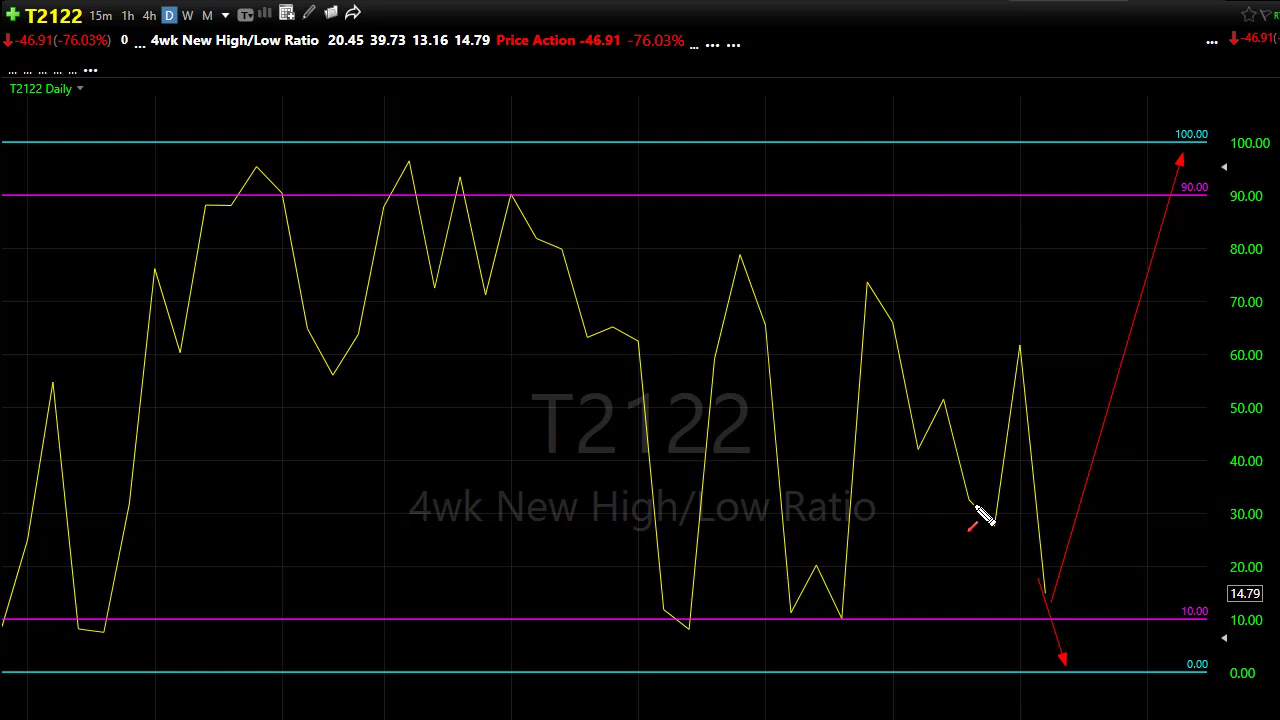 T2122 15m 1h 4h D W M T
-46.91(-76.03%) 0 ... 4wk New High/Low Ratio 20.45 39.73 13.16 14.79 Price Action -46.91 -76.03% ... ... ... ... -46.91(-
... ... ... ... ... ...
T2122 Daily
100.00 100.00
90.00 90.00
80.00
70.00
60.00
50.00
T2122
40.00
4wk New High/Low Ratio
30.00
20.00
14.79
10.00 10.00
0.00 0.00